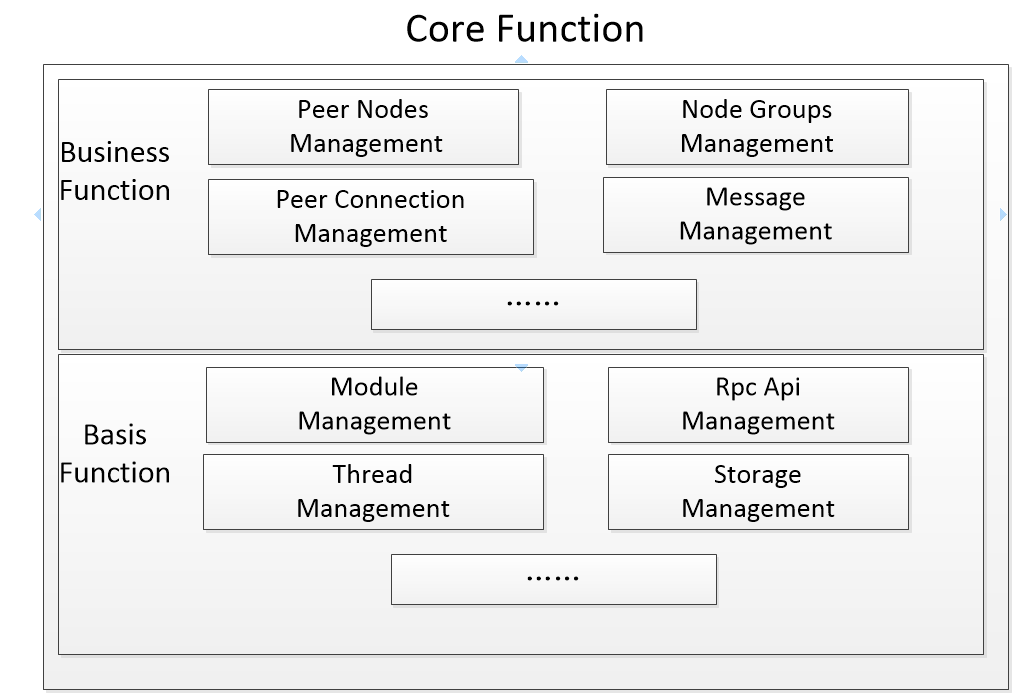 Core Function
Business
Function
Peer Nodes
Management
Node Groups
Management
Peer Connection
Management
Message
Management
······
Basis
Function
Module
Management
Rpc Api
Management
Thread
Management
Storage
Management
······